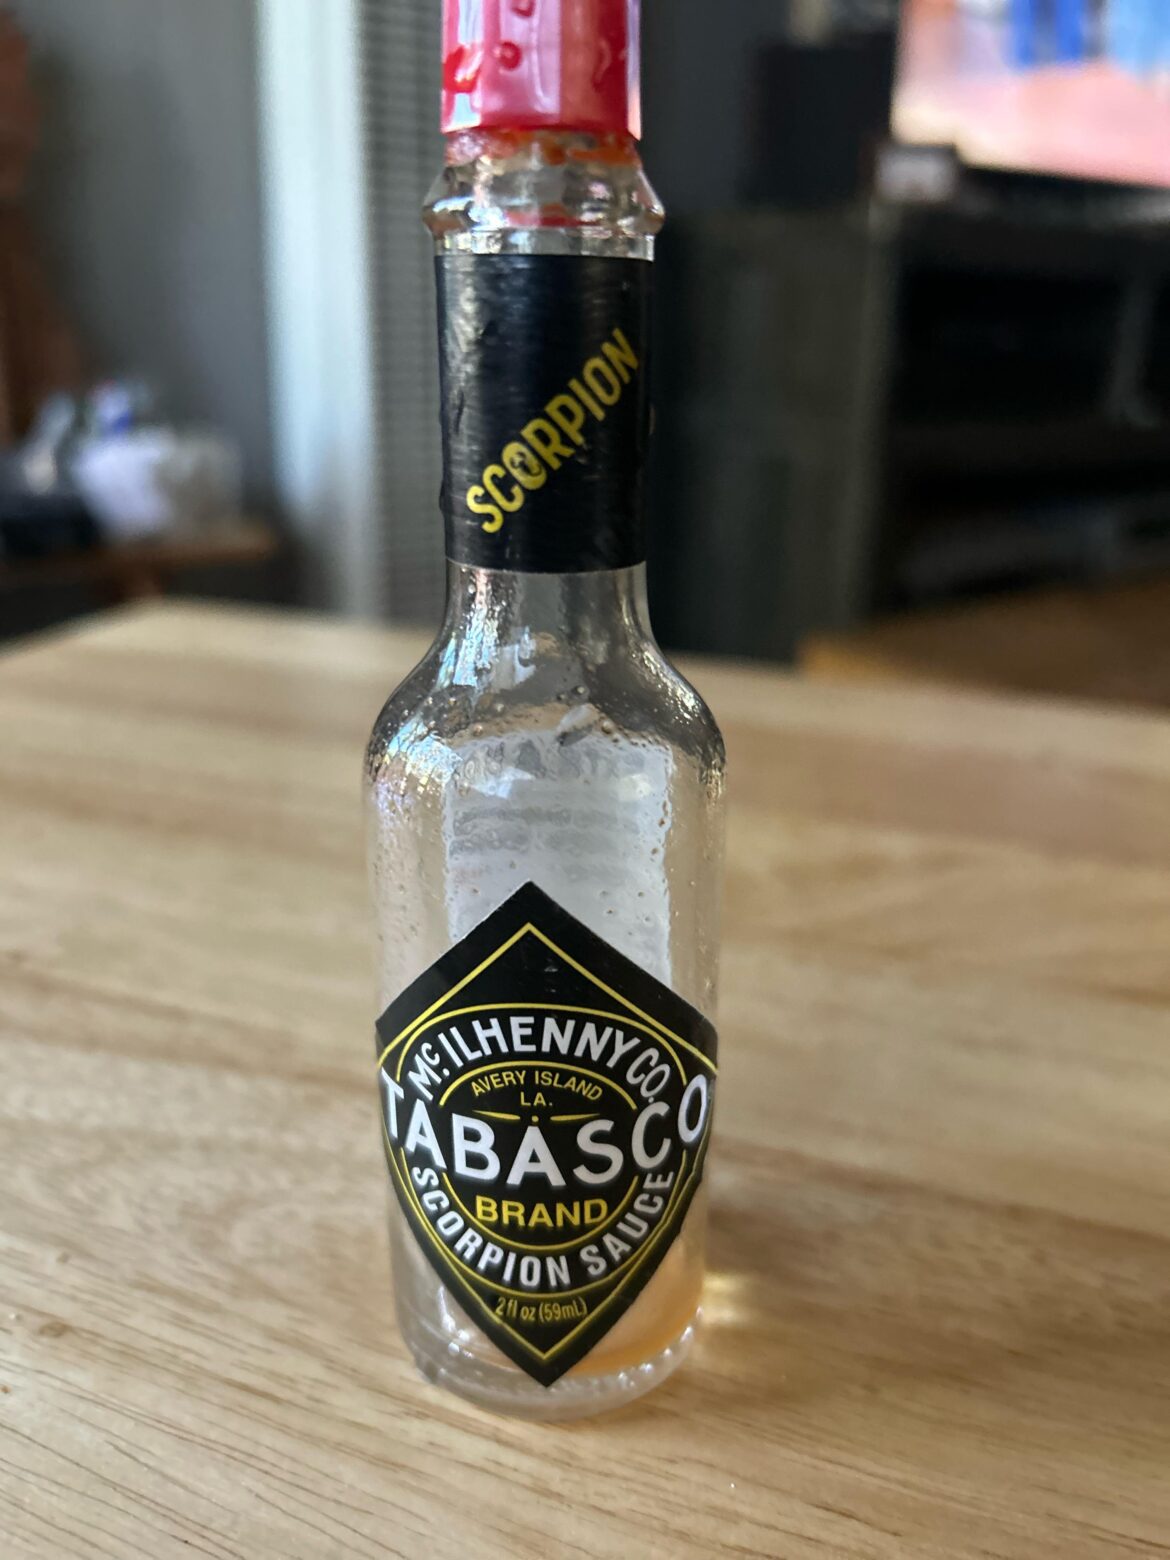 SCORPION
McILHENNY CO.
AVERY ISLAND
LA.
TABASCO
BRAND
SCORPION SAUCE
2 fl oz (59mL)